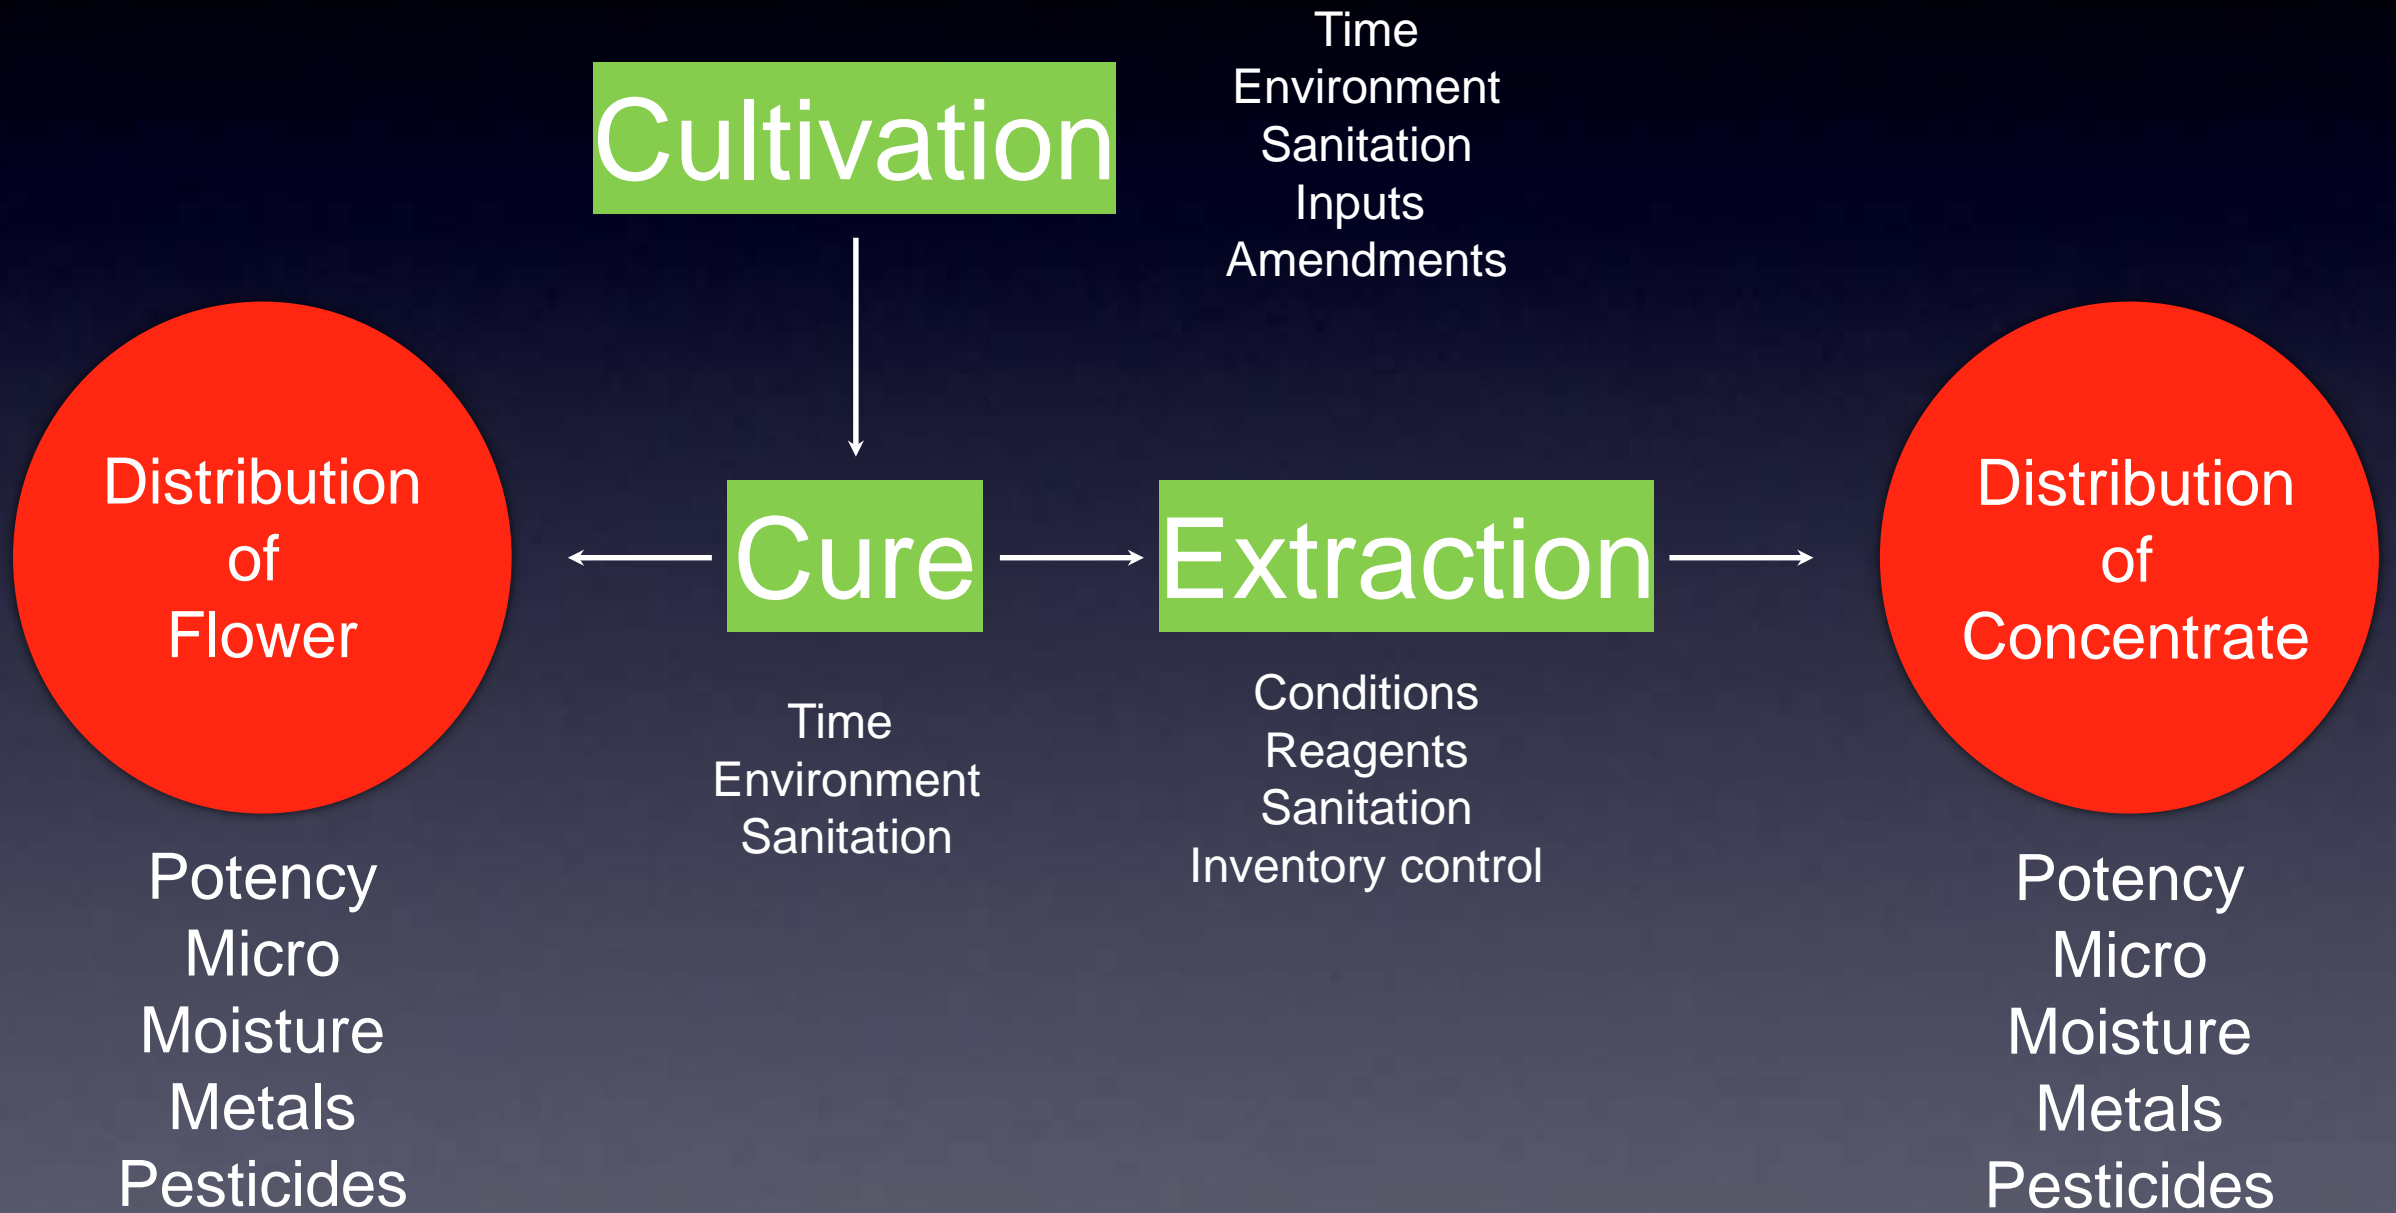 Time
Environment
Sanitation
Inputs
Amendments
Cultivation
Distribution
of
Flower
Cure
Extraction
Distribution
of
Concentrate
Time
Environment
Sanitation
Conditions
Reagents
Sanitation
Inventory control
Potency
Micro
Moisture
Metals
Pesticides
Potency
Micro
Moisture
Metals
Pesticides